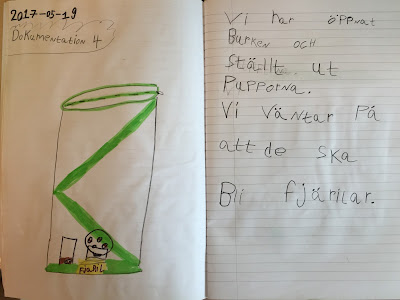 2017-05-19
Dokumentation 4
FJäRIL
Vi har öppnat
Burken och
Ställt ut
Pupporna.
Vi väntar på
att de ska
Bli fjärilar.